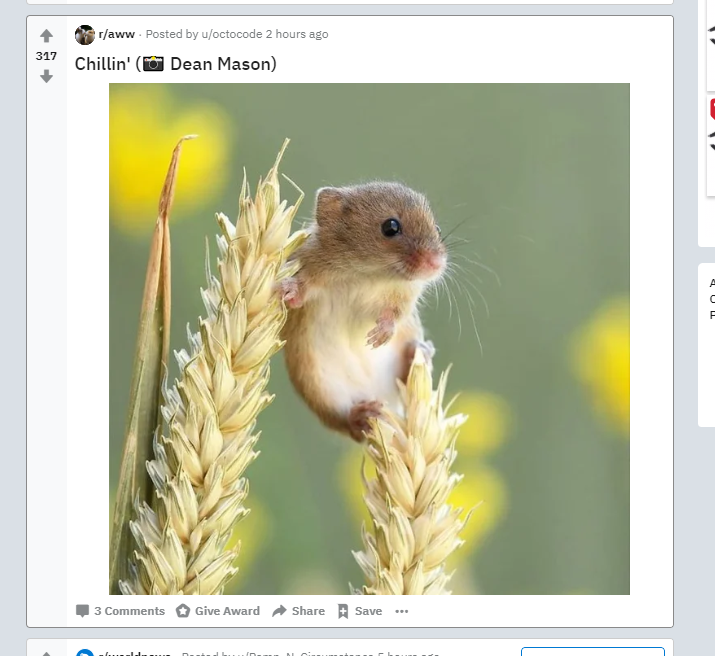 r/aww · Posted by u/octocode 2 hours ago
317
Chillin' (📷 Dean Mason)
3 Comments Give Award Share Save ...